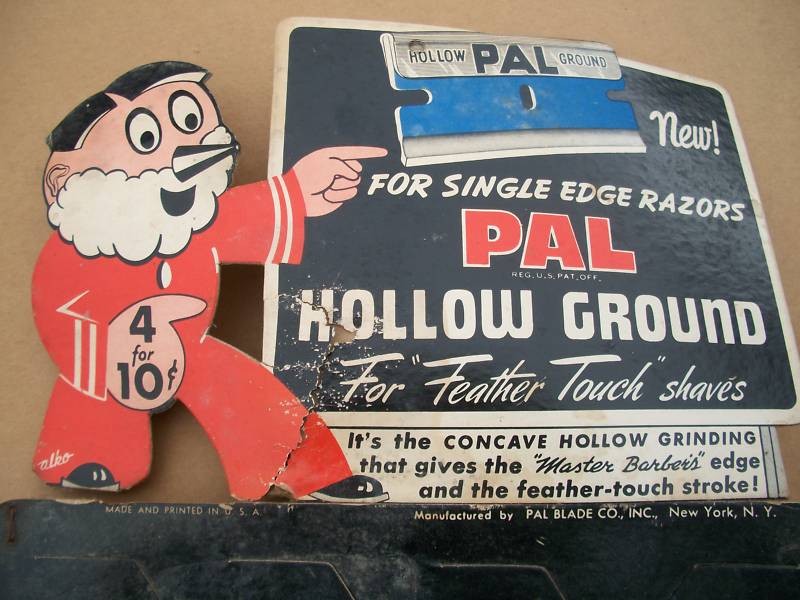 HOLLOW PAL GROUND
New!
FOR SINGLE EDGE RAZORS
PAL
REG. U.S. PAT. OFF.
HOLLOW GROUND
For "Feather Touch" shaves
4
for
10¢
It's the CONCAVE HOLLOW GRINDING
that gives the "Master Barber's" edge
and the feather-touch stroke!
alko
MADE AND PRINTED IN U.S.A.
Manufactured by PAL BLADE CO., INC., New York, N. Y.